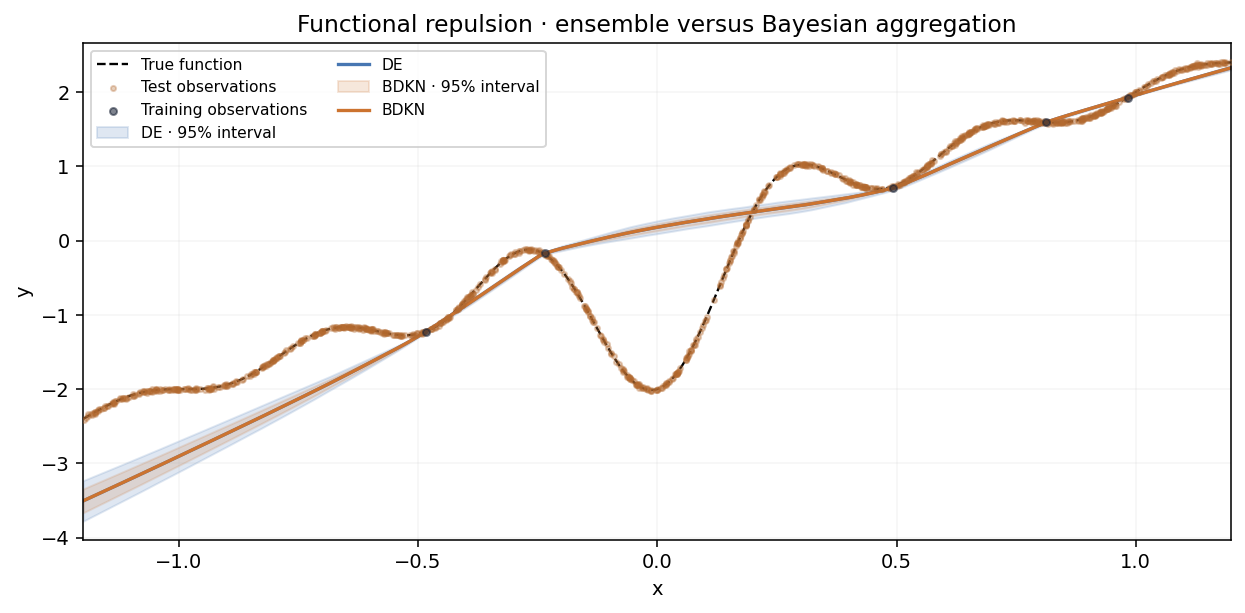 Functional repulsion · ensemble versus Bayesian aggregation
True function
Test observations
Training observations
DE · 95% interval
DE
BDKN · 95% interval
BDKN
2
1
0
−1
−2
−3
−4
y
−1.0
−0.5
0.0
0.5
1.0
x